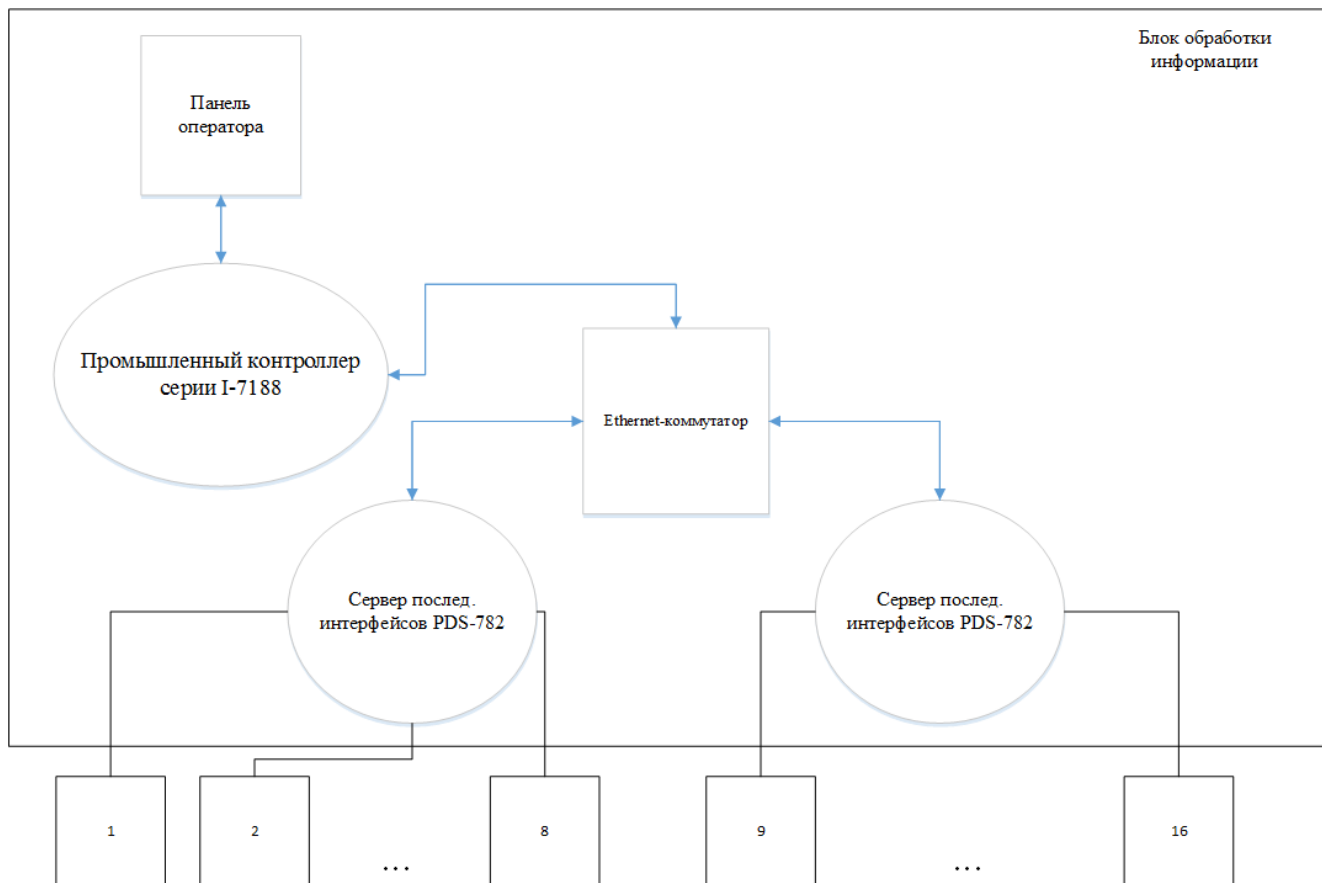 Блок обработки
информации
Панель
оператора
Промышленный контроллер
серии I-7188
Ethernet-коммутатор
Сервер послед.
интерфейсов PDS-782
Сервер послед.
интерфейсов PDS-782
1
2
...
8
9
...
16